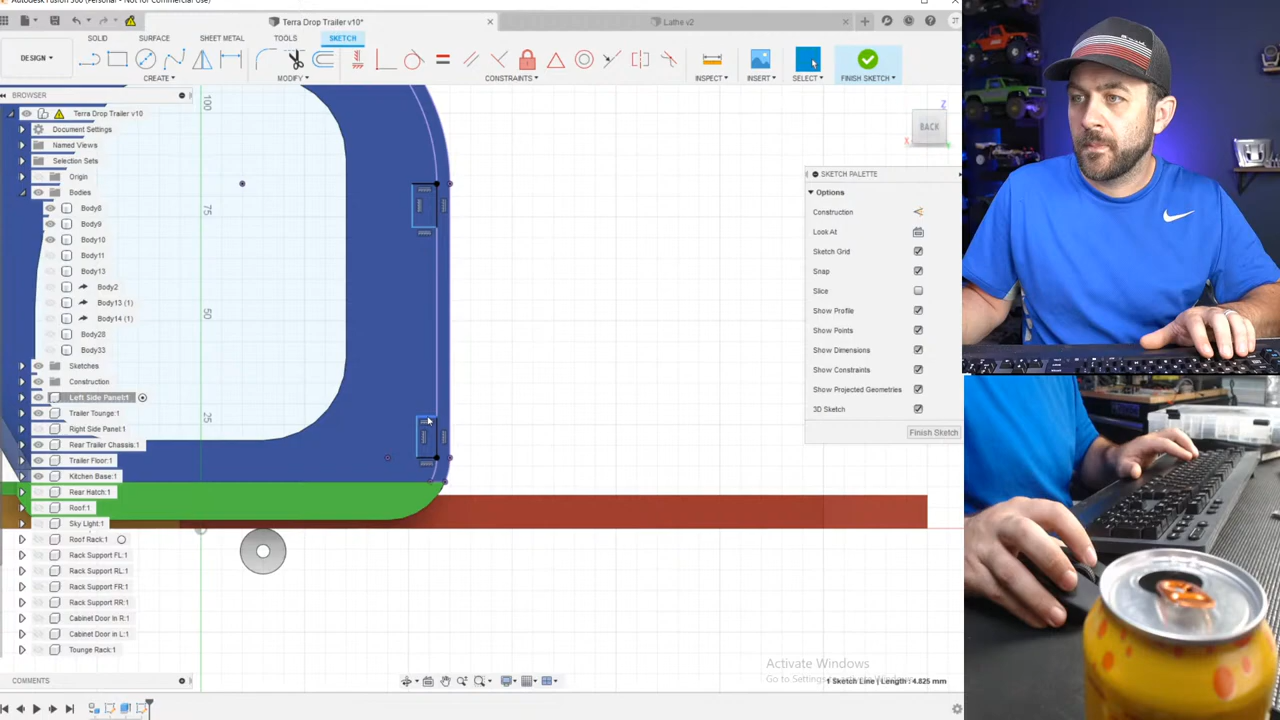 Autodesk Fusion 360 (Personal - Not for Commercial Use)
Terra Drop Trailer v10*
Lathe v2
JT
SOLID
SURFACE
SHEET METAL
TOOLS
SKETCH
DESIGN
CREATE
MODIFY
CONSTRAINTS
INSPECT
INSERT
SELECT
FINISH SKETCH
BROWSER
Terra Drop Trailer v10
Document Settings
Named Views
Selection Sets
Origin
Bodies
Body8
Body9
Body10
Body11
Body13
Body2
Body13 (1)
Body14 (1)
Body28
Body33
Sketches
Construction
Left Side Panel:1
Trailer Tounge:1
Right Side Panel:1
Rear Trailer Chassis:1
Trailer Floor:1
Kitchen Base:1
Rear Hatch:1
Roof:1
Sky Light:1
Roof Rack:1
Rack Support FL:1
Rack Support RL:1
Rack Support FR:1
Rack Support RR:1
Cabinet Door In R:1
Cabinet Door in L:1
Tounge Rack:1
COMMENTS
100
75
50
25
Z
BACK
X
SKETCH PALETTE
Options
Construction
Look At
Sketch Grid
Snap
Slice
Show Profile
Show Points
Show Dimensions
Show Constraints
Show Projected Geometries
3D Sketch
Finish Sketch
Activate Windows
Go to Settings
1 Sketch Line | Length : 4.825 mm